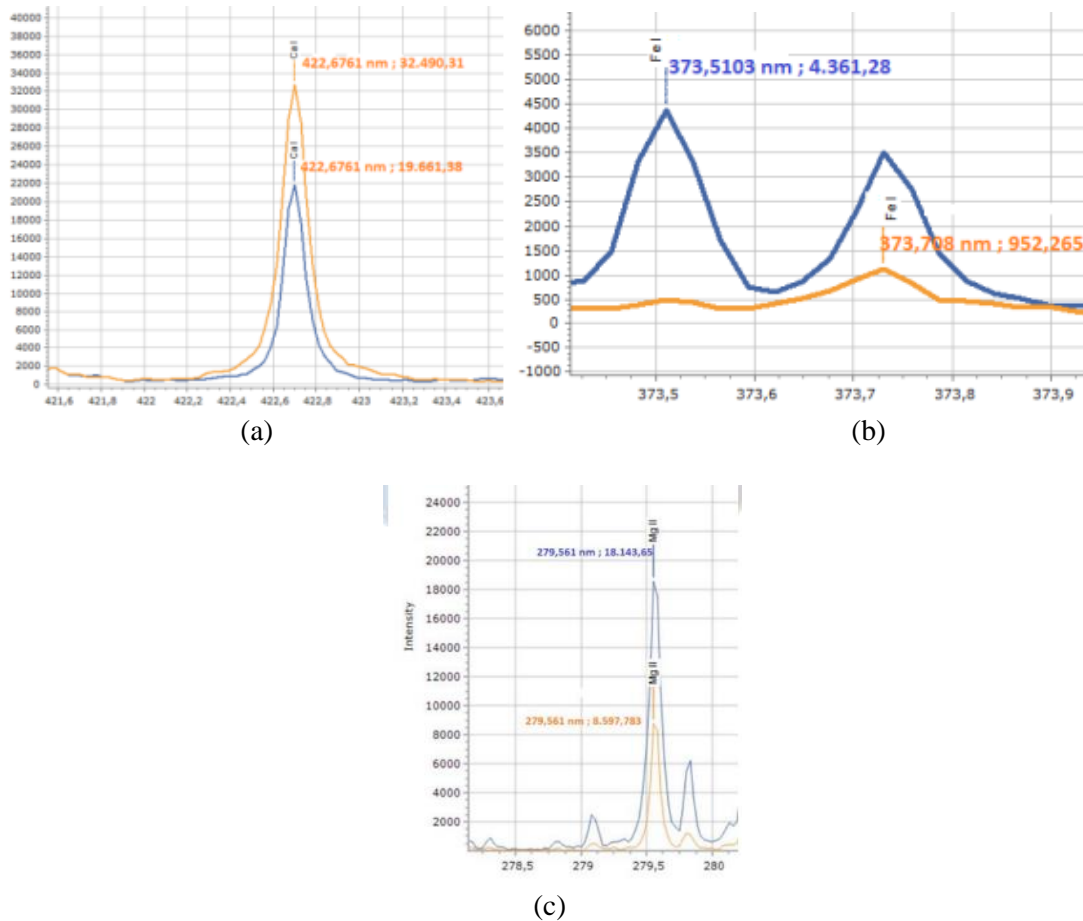 40000
38000
36000
34000
32000
30000
28000
26000
24000
22000
20000
18000
16000
14000
12000
10000
8000
6000
4000
2000
0
Ca I
422,6761 nm ; 32.490,31
Ca I
422,6761 nm ; 19.661,38
421,6 421,8 422 422,2 422,4 422,6 422,8 423 423,2 423,4 423,6
(a)
6000
5500
5000
4500
4000
3500
3000
2500
2000
1500
1000
500
0
-500
-1000
Fe I
373,5103 nm ; 4.361,28
Fe I
373,708 nm ; 952,265
373,5 373,6 373,7 373,8 373,9
(b)
24000
22000
20000
18000
16000
14000
12000
10000
8000
6000
4000
2000
Intensity
Mg II
279,561 nm ; 18.143,65
Mg II
279,561 nm ; 8.597,783
278,5 279 279,5 280
(c)